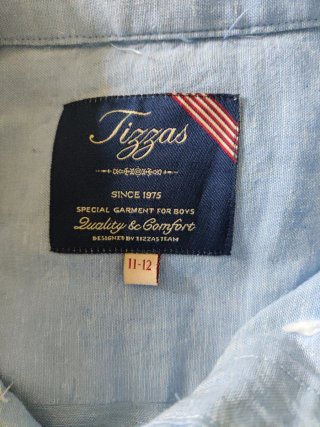 Tizzas
SINCE 1975
SPECIAL GARMENT FOR BOYS
Quality & Comfort
DESIGNED BY TIZZAS TEAM
11-12